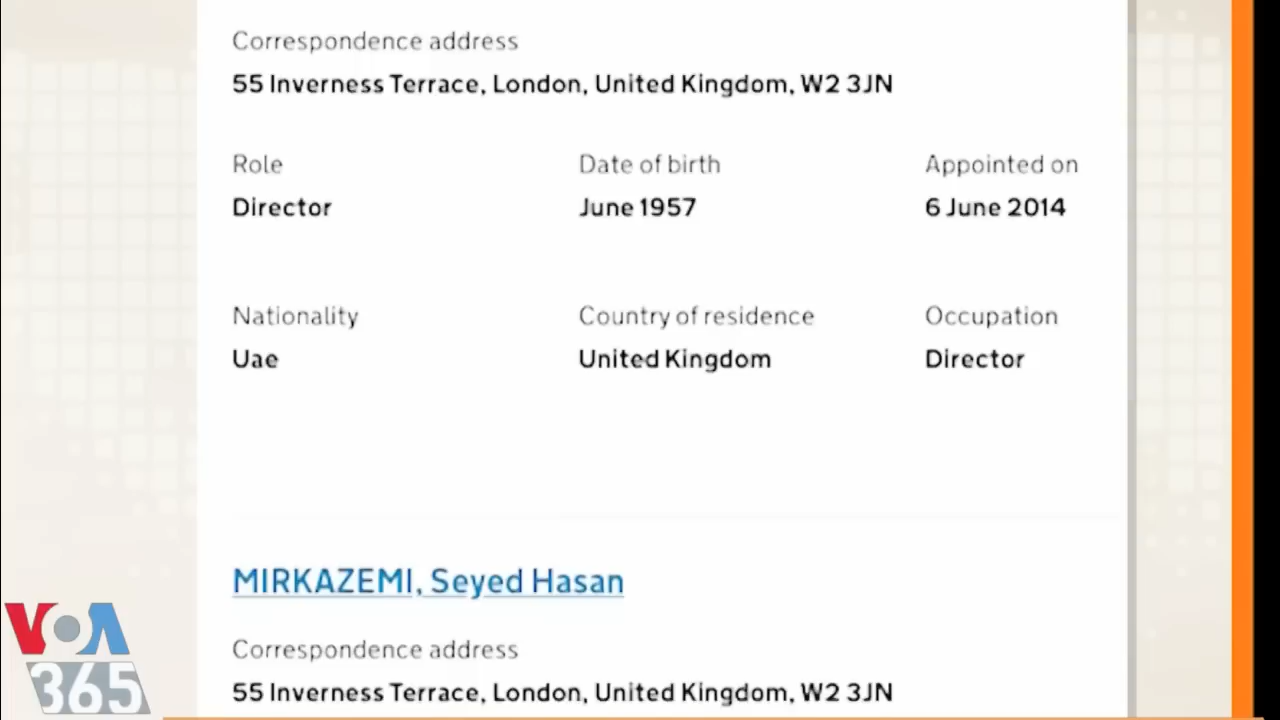 Correspondence address
55 Inverness Terrace, London, United Kingdom, W2 3JN
Role Date of birth Appointed on
Director June 1957 6 June 2014
Nationality Country of residence Occupation
Uae United Kingdom Director
MIRKAZEMI, Seyed Hasan
Correspondence address
55 Inverness Terrace, London, United Kingdom, W2 3JN
VOA
365